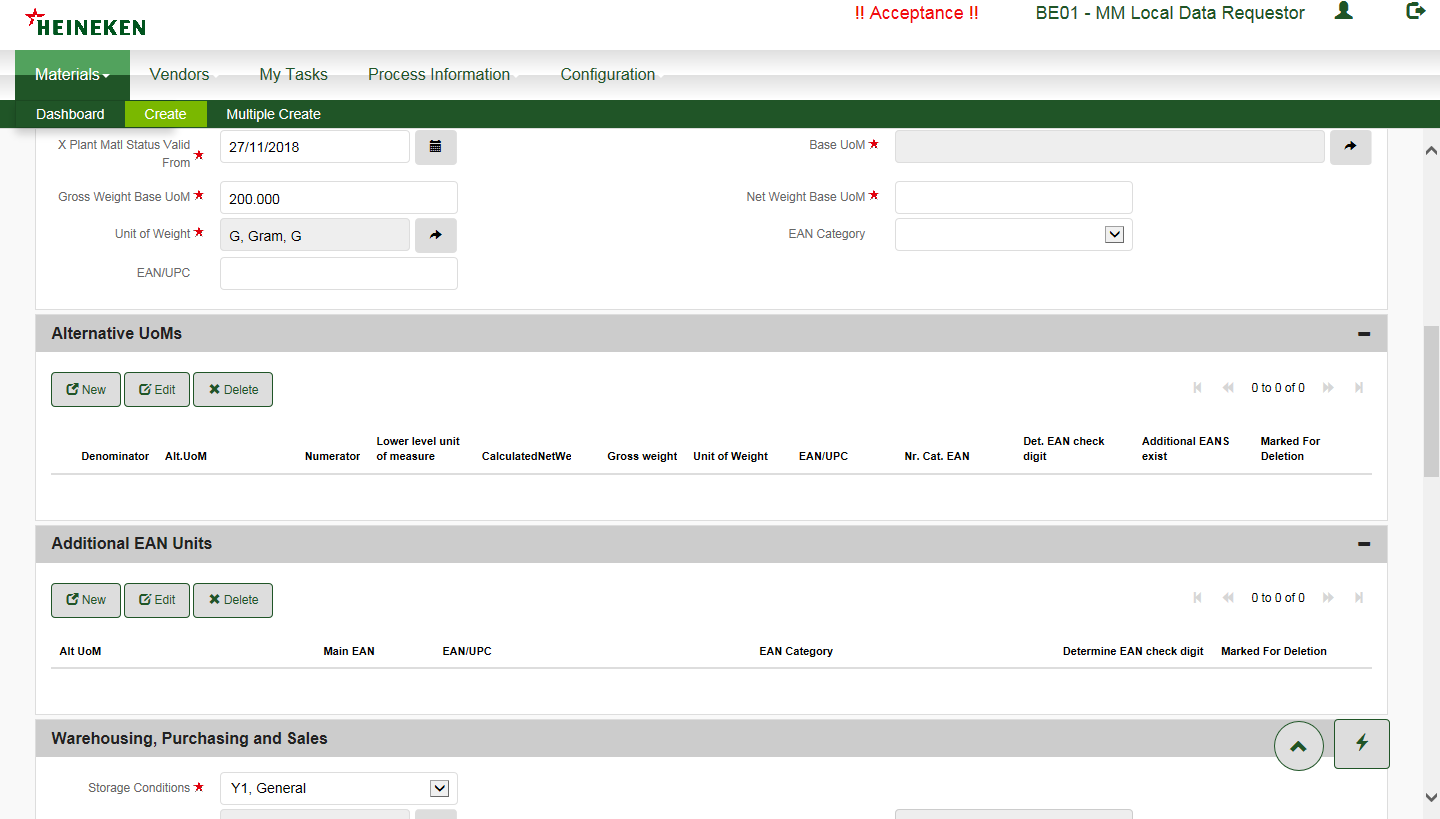 HEINEKEN
!! Acceptance !!
BE01 - MM Local Data Requestor
Materials
Vendors
My Tasks
Process Information
Configuration
Dashboard
Create
Multiple Create
X Plant Matl Status Valid
From
27/11/2018
Base UoM
Gross Weight Base UoM
200.000
Net Weight Base UoM
Unit of Weight
G, Gram, G
EAN Category
EAN/UPC
Alternative UoMs
New
Edit
Delete
0 to 0 of 0
Denominator
Alt.UoM
Numerator
Lower level unit
of measure
CalculatedNetWe
Gross weight
Unit of Weight
EAN/UPC
Nr. Cat. EAN
Det. EAN check
digit
Additional EANS
exist
Marked For
Deletion
Additional EAN Units
New
Edit
Delete
0 to 0 of 0
Alt UoM
Main EAN
EAN/UPC
EAN Category
Determine EAN check digit
Marked For Deletion
Warehousing, Purchasing and Sales
Storage Conditions
Y1, General